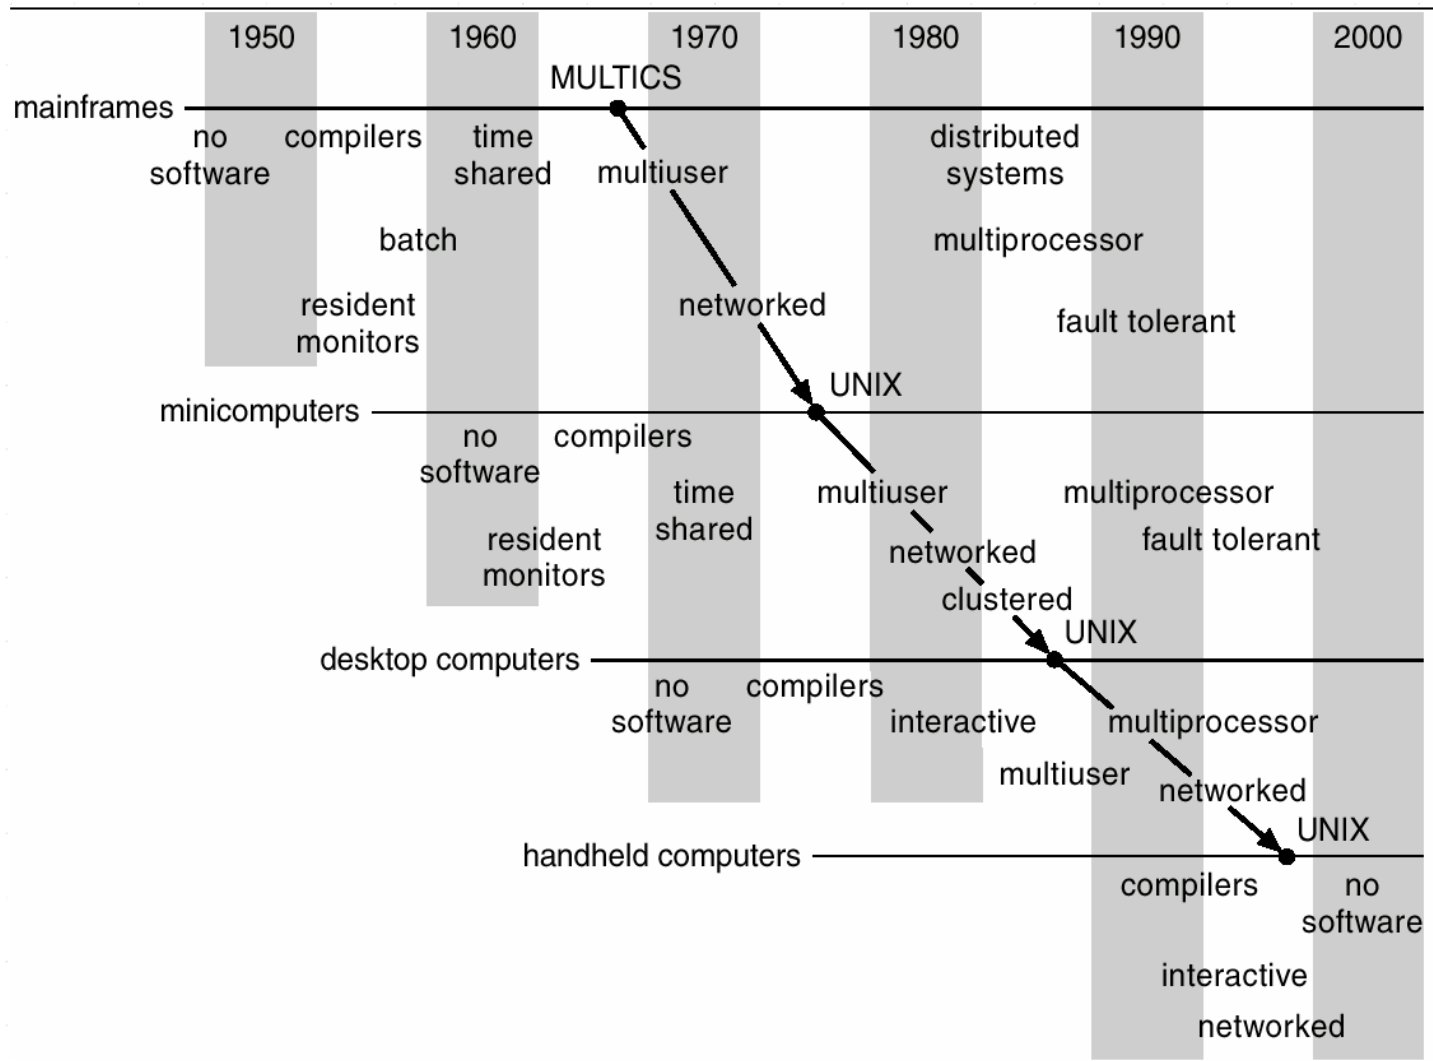 1950 1960 1970 1980 1990 2000
MULTICS
mainframes
no compilers time distributed
software shared multiuser systems
batch multiprocessor
resident networked
monitors fault tolerant
UNIX
minicomputers
no compilers
software
time multiuser multiprocessor
shared
resident fault tolerant
monitors
networked
clustered
UNIX
desktop computers
no compilers
software interactive multiprocessor
multiuser
networked
UNIX
handheld computers
compilers no
software
interactive
networked